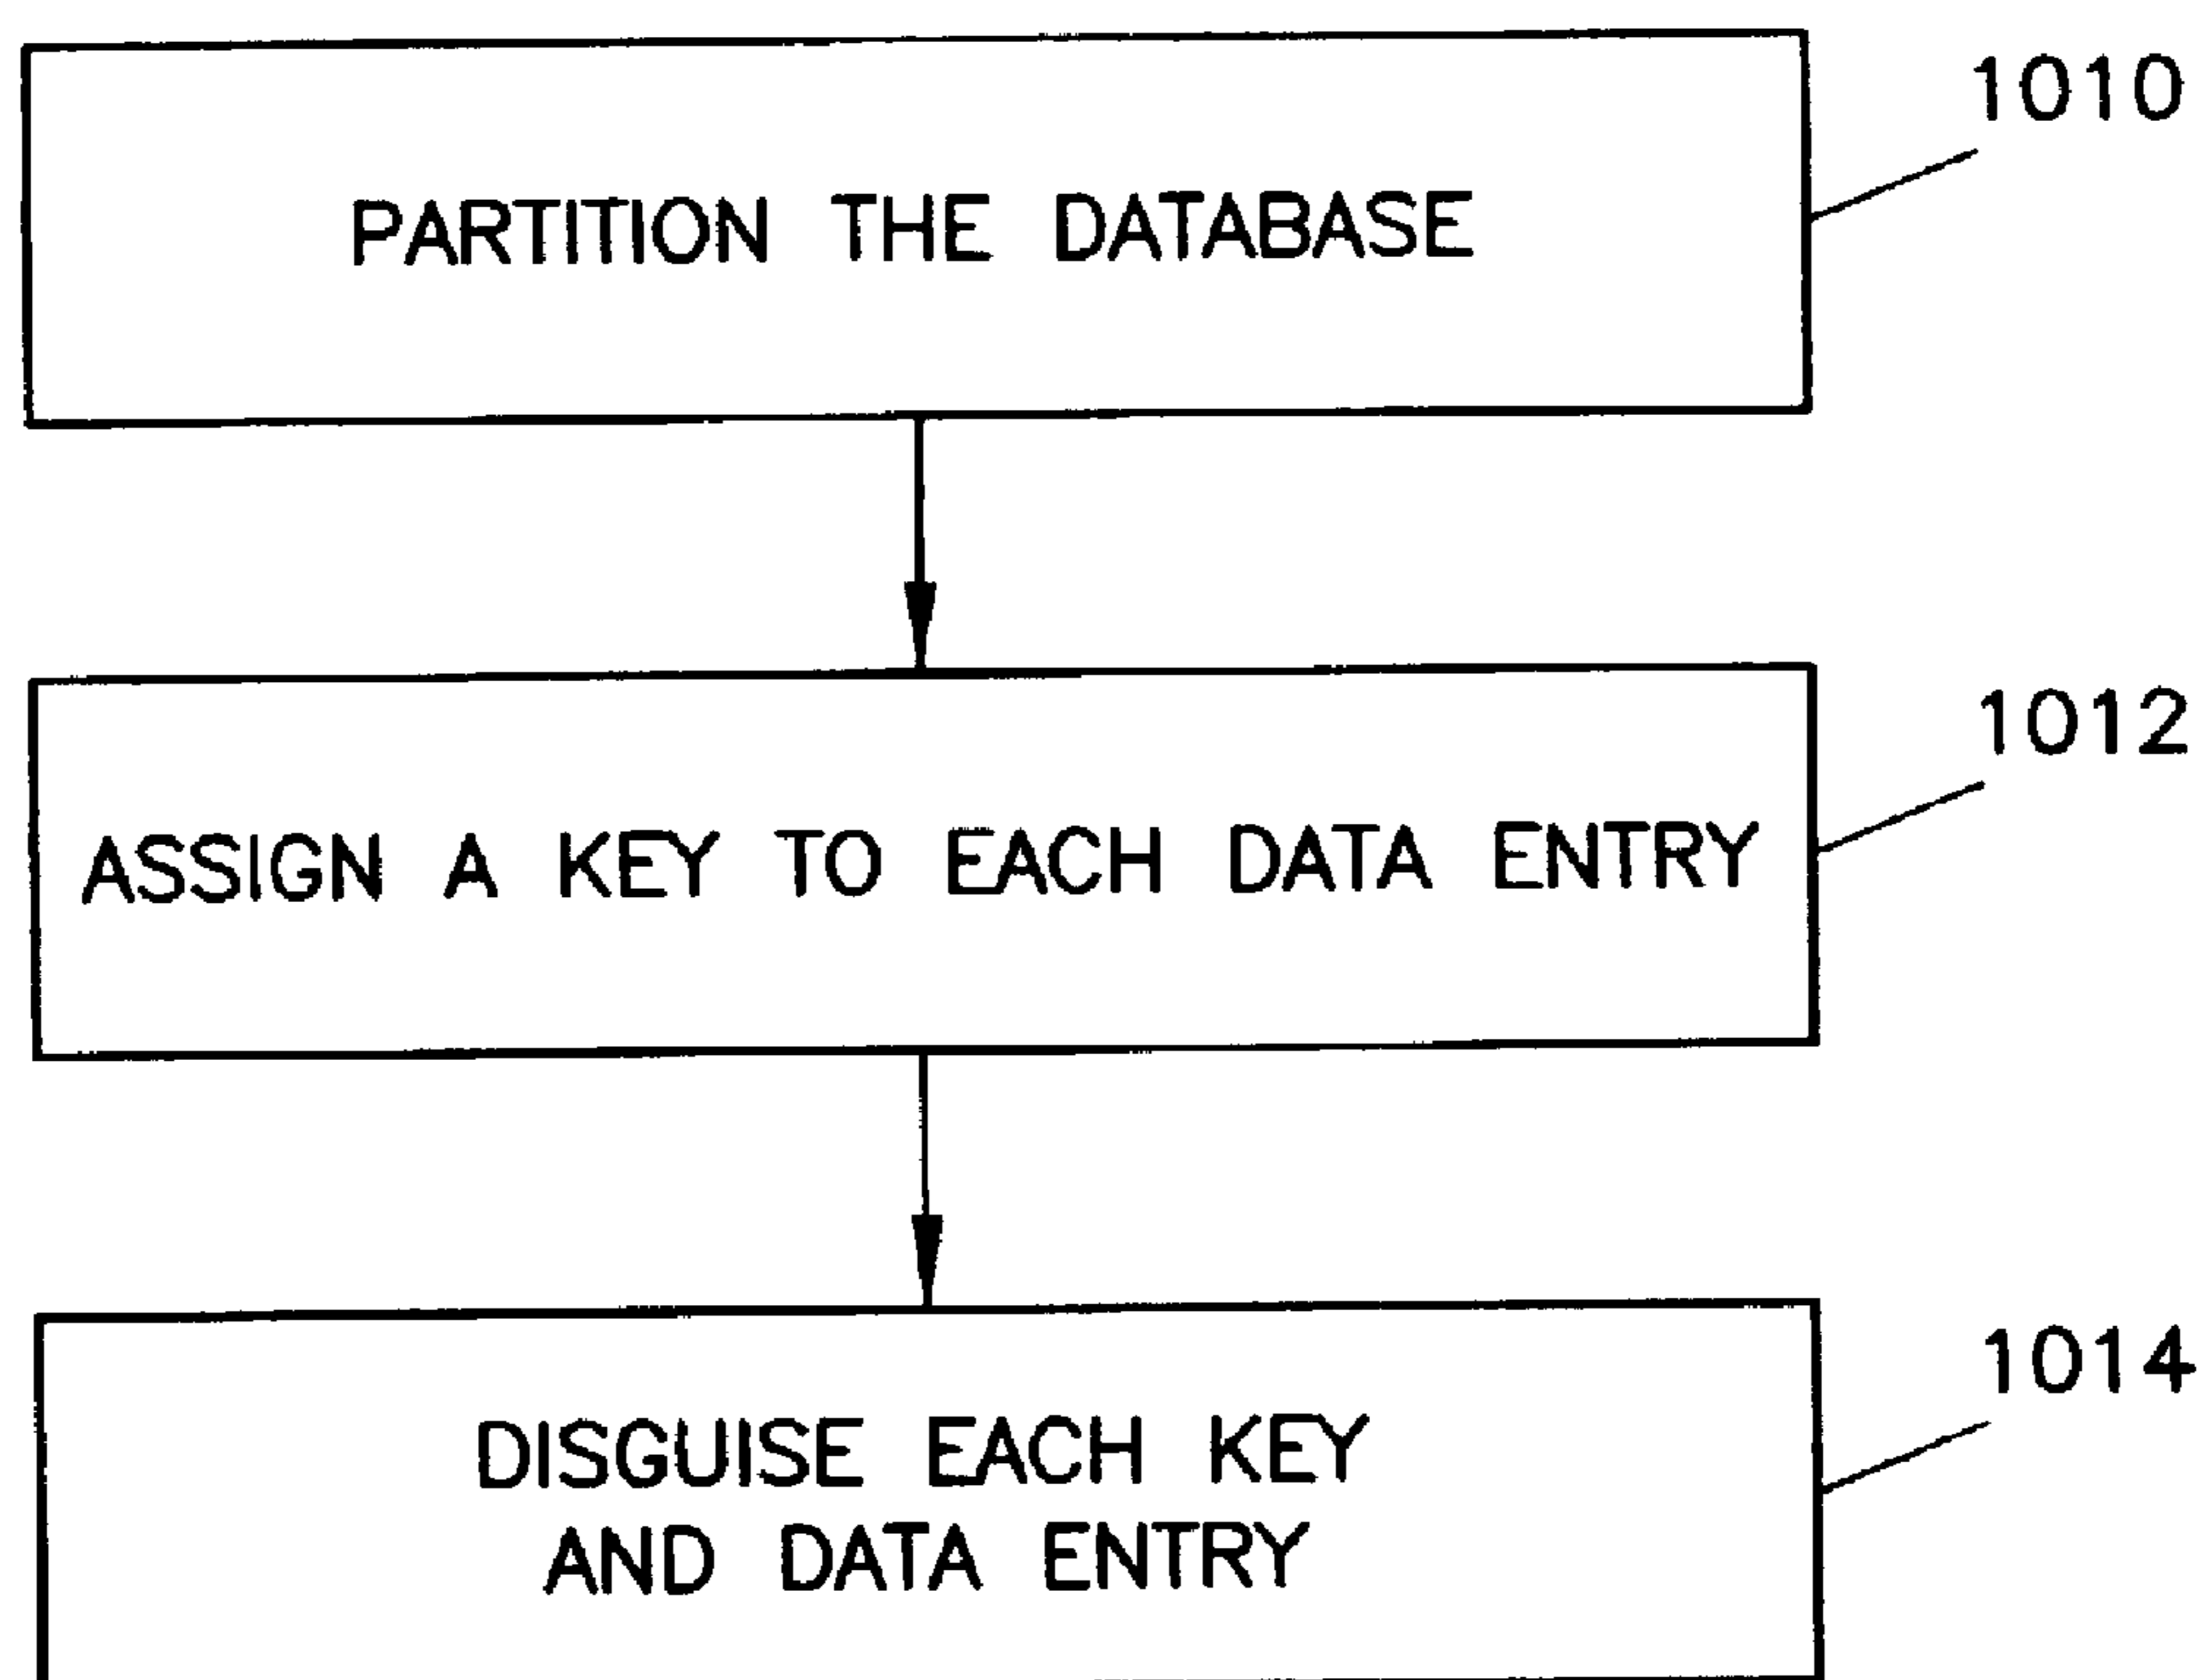 1010
PARTITION THE DATABASE
1012
ASSIGN A KEY TO EACH DATA ENTRY
1014
DISGUISE EACH KEY
AND DATA ENTRY